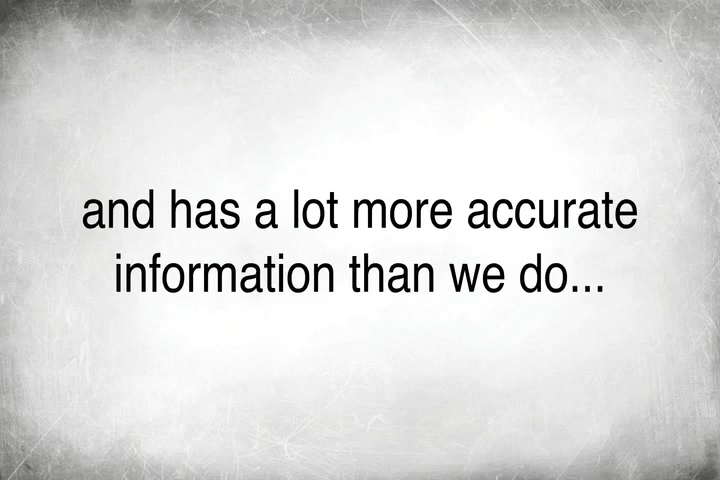 and has a lot more accurate
information than we do...